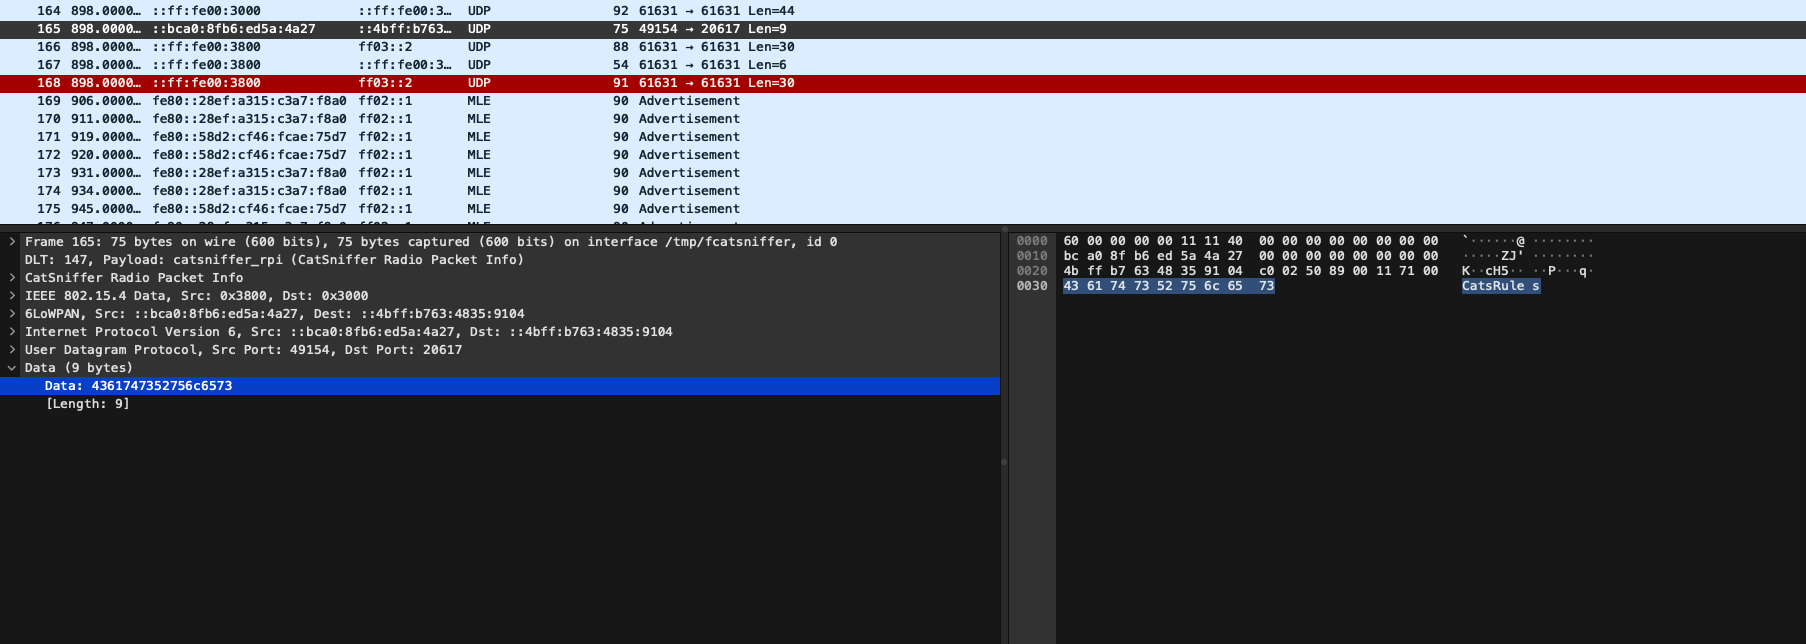 164 898.0000… ::ff:fe00:3000 ::ff:fe00:3… UDP 92 61631 → 61631 Len=44
165 898.0000… ::bca0:8fb6:ed5a:4a27 ::4bff:b763… UDP 75 49154 → 20617 Len=9
166 898.0000… ::ff:fe00:3800 ff03::2 UDP 88 61631 → 61631 Len=30
167 898.0000… ::ff:fe00:3800 ::ff:fe00:3… UDP 54 61631 → 61631 Len=6
168 898.0000… ::ff:fe00:3800 ff03::2 UDP 91 61631 → 61631 Len=30
169 906.0000… fe80::28ef:a315:c3a7:f8a0 ff02::1 MLE 90 Advertisement
170 911.0000… fe80::28ef:a315:c3a7:f8a0 ff02::1 MLE 90 Advertisement
171 919.0000… fe80::58d2:cf46:fcae:75d7 ff02::1 MLE 90 Advertisement
172 920.0000… fe80::58d2:cf46:fcae:75d7 ff02::1 MLE 90 Advertisement
173 931.0000… fe80::28ef:a315:c3a7:f8a0 ff02::1 MLE 90 Advertisement
174 934.0000… fe80::28ef:a315:c3a7:f8a0 ff02::1 MLE 90 Advertisement
175 945.0000… fe80::58d2:cf46:fcae:75d7 ff02::1 MLE 90 Advertisement
Frame 165: 75 bytes on wire (600 bits), 75 bytes captured (600 bits) on interface /tmp/fcatsniffer, id 0
DLT: 147, Payload: catsniffer_rpi (CatSniffer Radio Packet Info)
CatSniffer Radio Packet Info
IEEE 802.15.4 Data, Src: 0x3800, Dst: 0x3000
6LoWPAN, Src: ::bca0:8fb6:ed5a:4a27, Dest: ::4bff:b763:4835:9104
Internet Protocol Version 6, Src: ::bca0:8fb6:ed5a:4a27, Dst: ::4bff:b763:4835:9104
User Datagram Protocol, Src Port: 49154, Dst Port: 20617
Data (9 bytes)
Data: 4361747352756c6573
[Length: 9]
0000 60 00 00 00 00 11 11 40 00 00 00 00 00 00 00 00 `······@ ········
0010 bc a0 8f b6 ed 5a 4a 27 00 00 00 00 00 00 00 00 ·····ZJ' ········
0020 4b ff b7 63 48 35 91 04 c0 02 50 89 00 11 71 00 K··cH5·· ··P···q·
0030 43 61 74 73 52 75 6c 65 73 CatsRule s